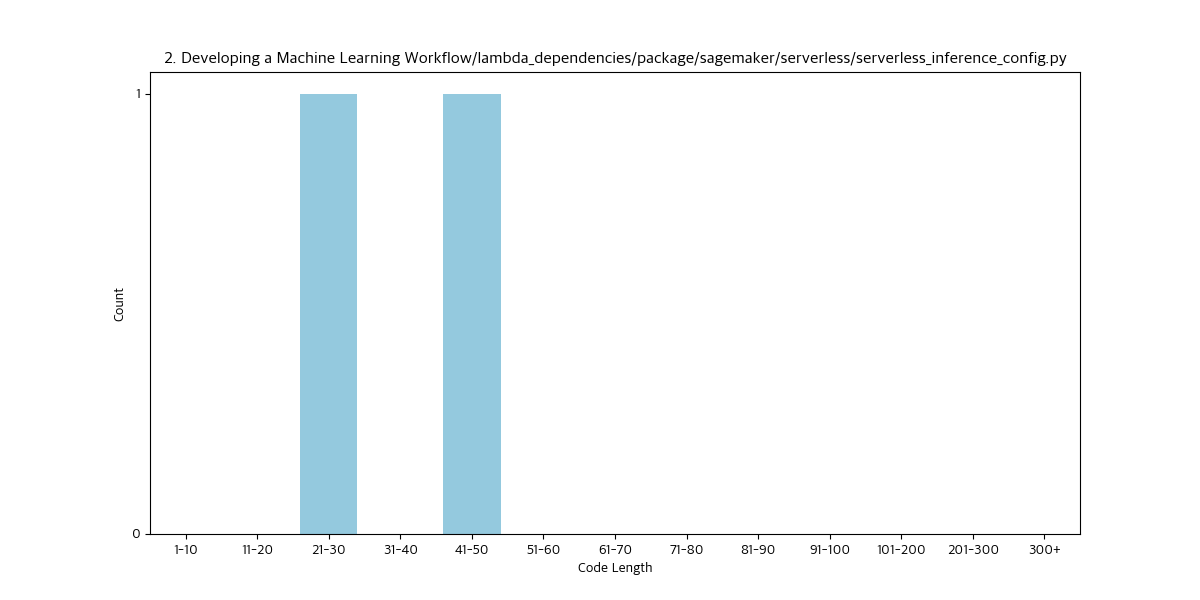 2. Developing a Machine Learning Workflow/lambda_dependencies/package/sagemaker/serverless/serverless_inference_config.py
1
Count
0
1-10 11-20 21-30 31-40 41-50 51-60 61-70 71-80 81-90 91-100 101-200 201-300 300+
Code Length